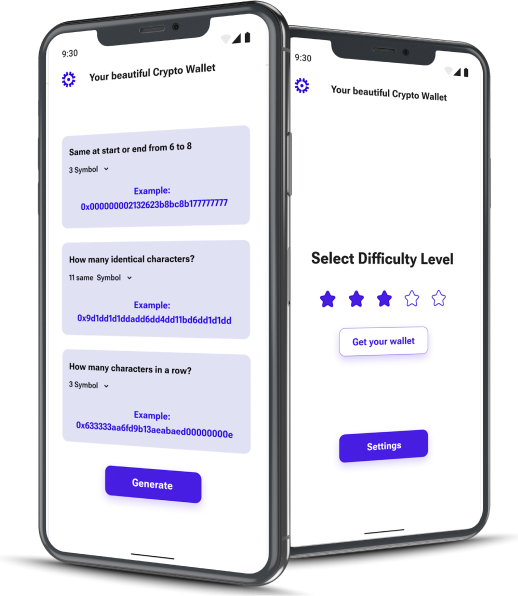 9:30
Your beautiful Crypto Wallet
Same at start or end from 6 to 8
3 Symbol
Example:
0x000000002132623b8bc8b177777777
How many identical characters?
11 same Symbol
Example:
0x9d1dd1d1ddadd6dd4dd11bd6dd1d1dd
How many characters in a row?
3 Symbol
Example:
0x633333aa6fd9b13aeabaed00000000e
Generate
9:30
Your beautiful Crypto Wallet
Select Difficulty Level
Get your wallet
Settings